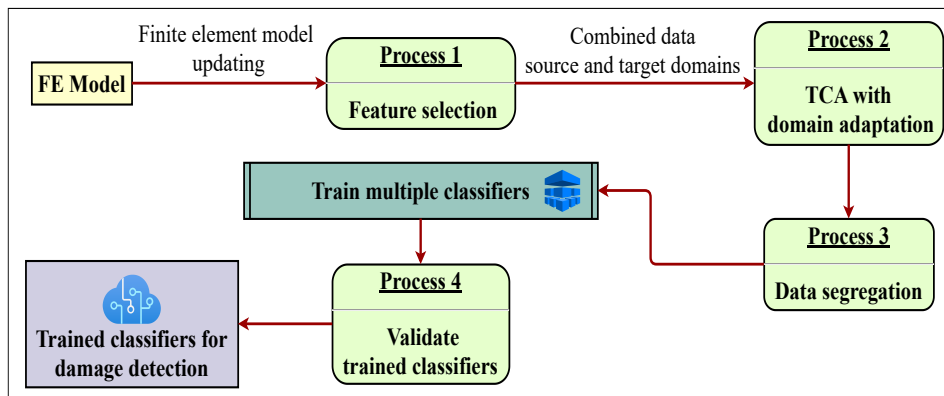 FE Model
Finite element model
updating
Process 1
Feature selection
Combined data
source and target domains
Process 2
TCA with
domain adaptation
Process 3
Data segregation
Train multiple classifiers
Process 4
Validate
trained classifiers
Trained classifiers for
damage detection